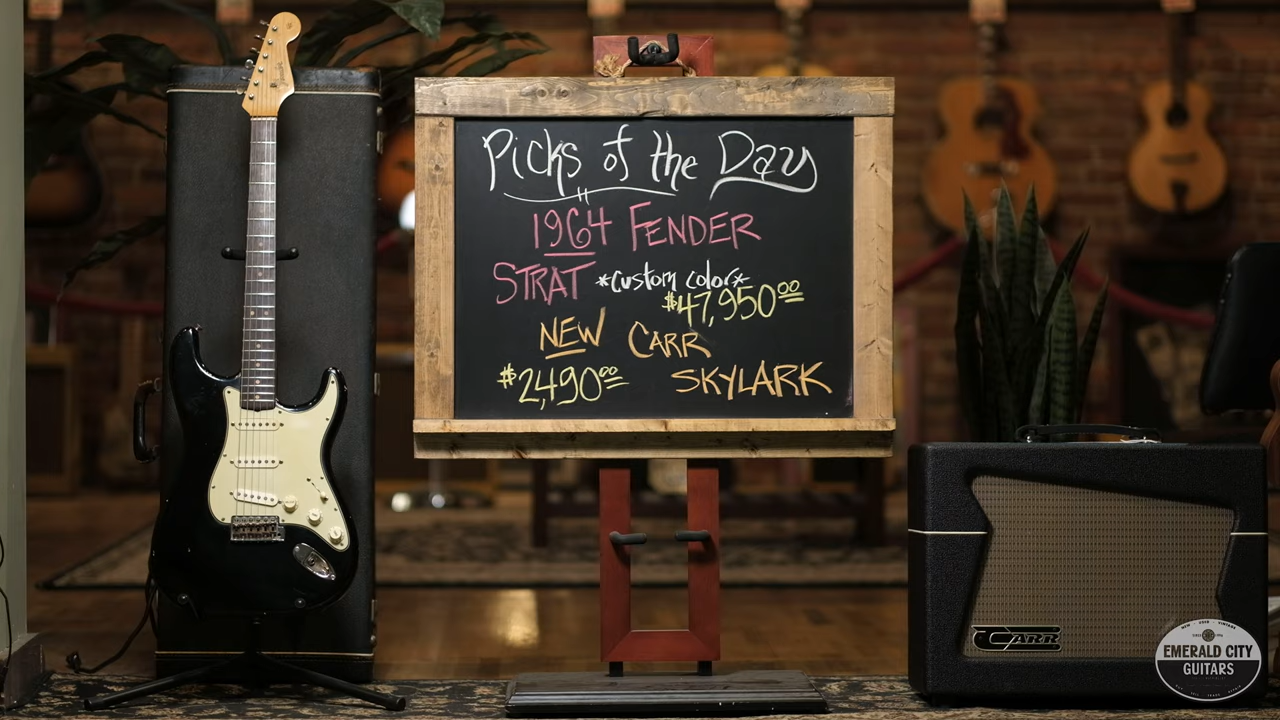 Picks of the Day
1964 FENDER
STRAT *custom color*
$47,950.00
NEW CARR
$2,490.00 SKYLARK
CARR
EMERALD CITY
GUITARS